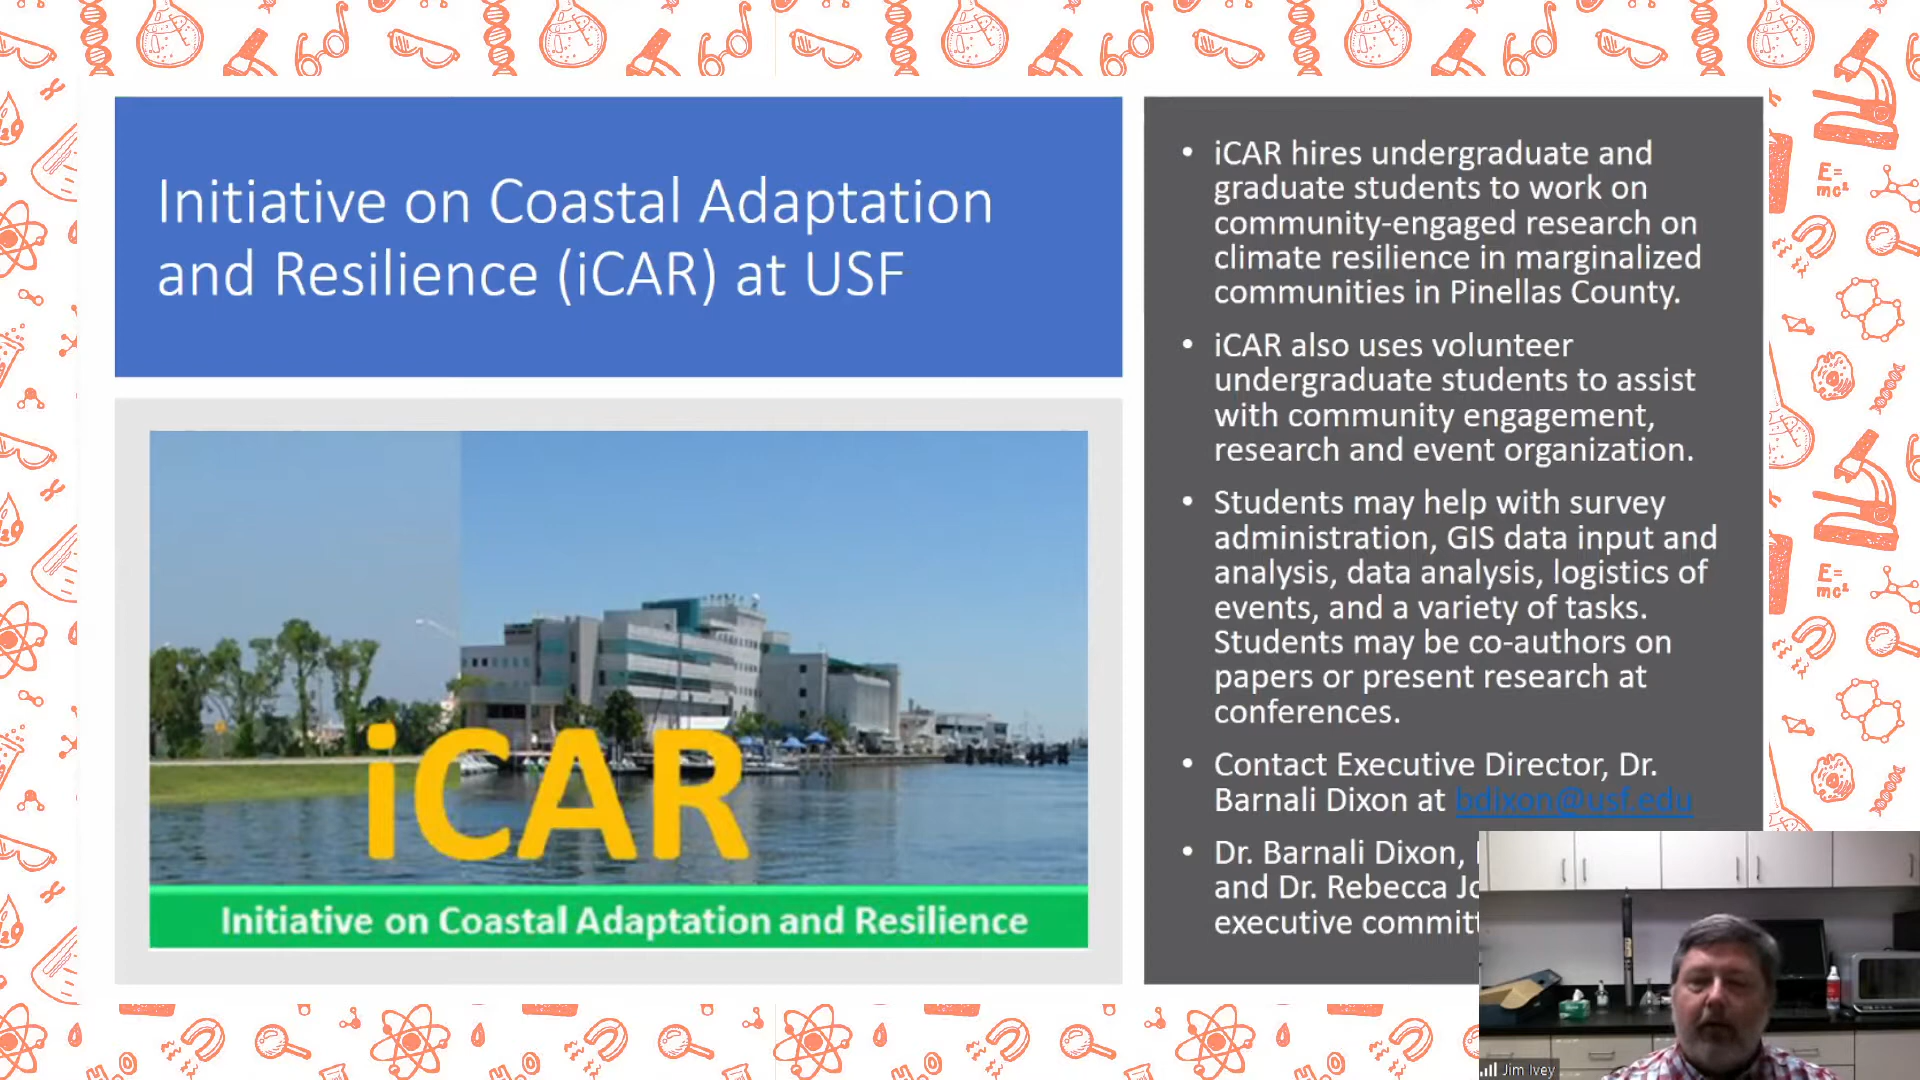 Initiative on Coastal Adaptation
and Resilience (iCAR) at USF
iCAR
Initiative on Coastal Adaptation and Resilience
• iCAR hires undergraduate and
graduate students to work on
community-engaged research on
climate resilience in marginalized
communities in Pinellas County.
• iCAR also uses volunteer
undergraduate students to assist
with community engagement,
research and event organization.
• Students may help with survey
administration, GIS data input and
analysis, data analysis, logistics of
events, and a variety of tasks.
Students may be co-authors on
papers or present research at
conferences.
• Contact Executive Director, Dr.
Barnali Dixon at bdixon@usf.edu
• Dr. Barnali Dixon,
and Dr. Rebecca
executive
Jim Ivey
E=
mc²
E=
mc²
H₂O